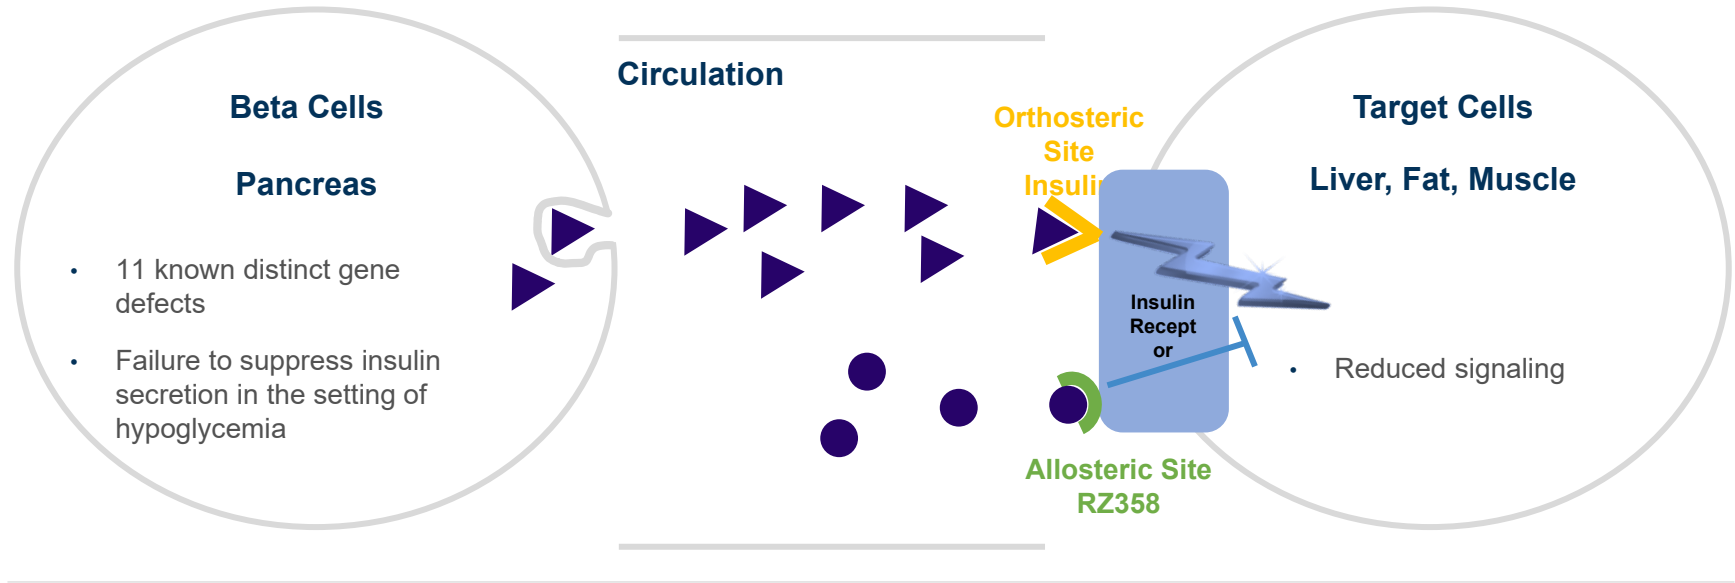 Circulation
Beta Cells
Pancreas
• 11 known distinct gene
defects
• Failure to suppress insulin
secretion in the setting of
hypoglycemia
Orthosteric
Site
Insulin
Insulin
Recept
or
Allosteric Site
RZ358
Target Cells
Liver, Fat, Muscle
• Reduced signaling